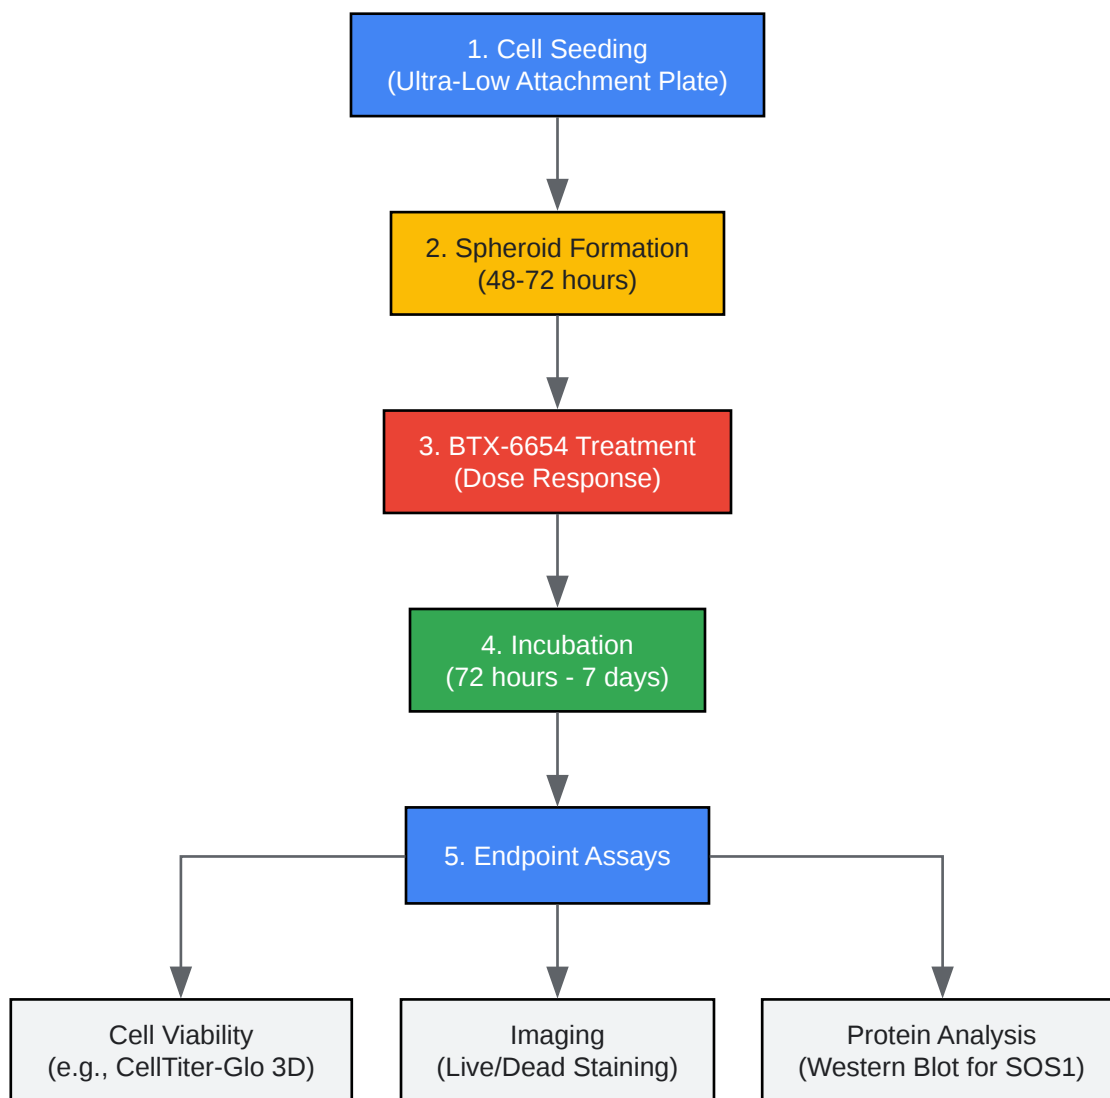 1. Cell Seeding
(Ultra-Low Attachment Plate)
2. Spheroid Formation
(48-72 hours)
3. BTX-6654 Treatment
(Dose Response)
4. Incubation
(72 hours - 7 days)
5. Endpoint Assays
Cell Viability
(e.g., CellTiter-Glo 3D)
Imaging
(Live/Dead Staining)
Protein Analysis
(Western Blot for SOS1)